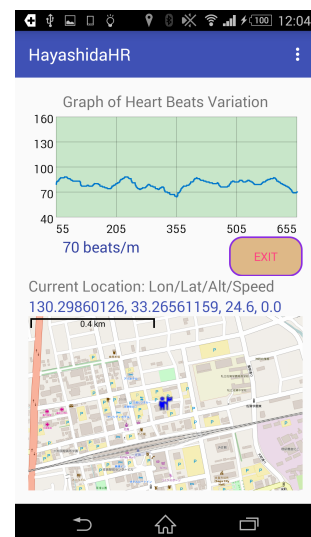 100 12:04
HayashidaHR
Graph of Heart Beats Variation
160
130
100
70
40
55 205 355 505 655
70 beats/m
EXIT
Current Location: Lon/Lat/Alt/Speed
130.29860126, 33.26561159, 24.6, 0.0
0.4 km